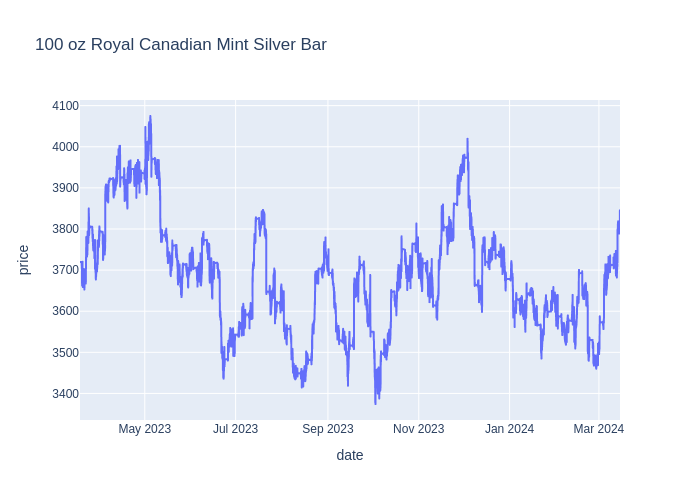 100 oz Royal Canadian Mint Silver Bar
4100
4000
3900
3800
3700
3600
3500
3400
price
May 2023 Jul 2023 Sep 2023 Nov 2023 Jan 2024 Mar 2024
date